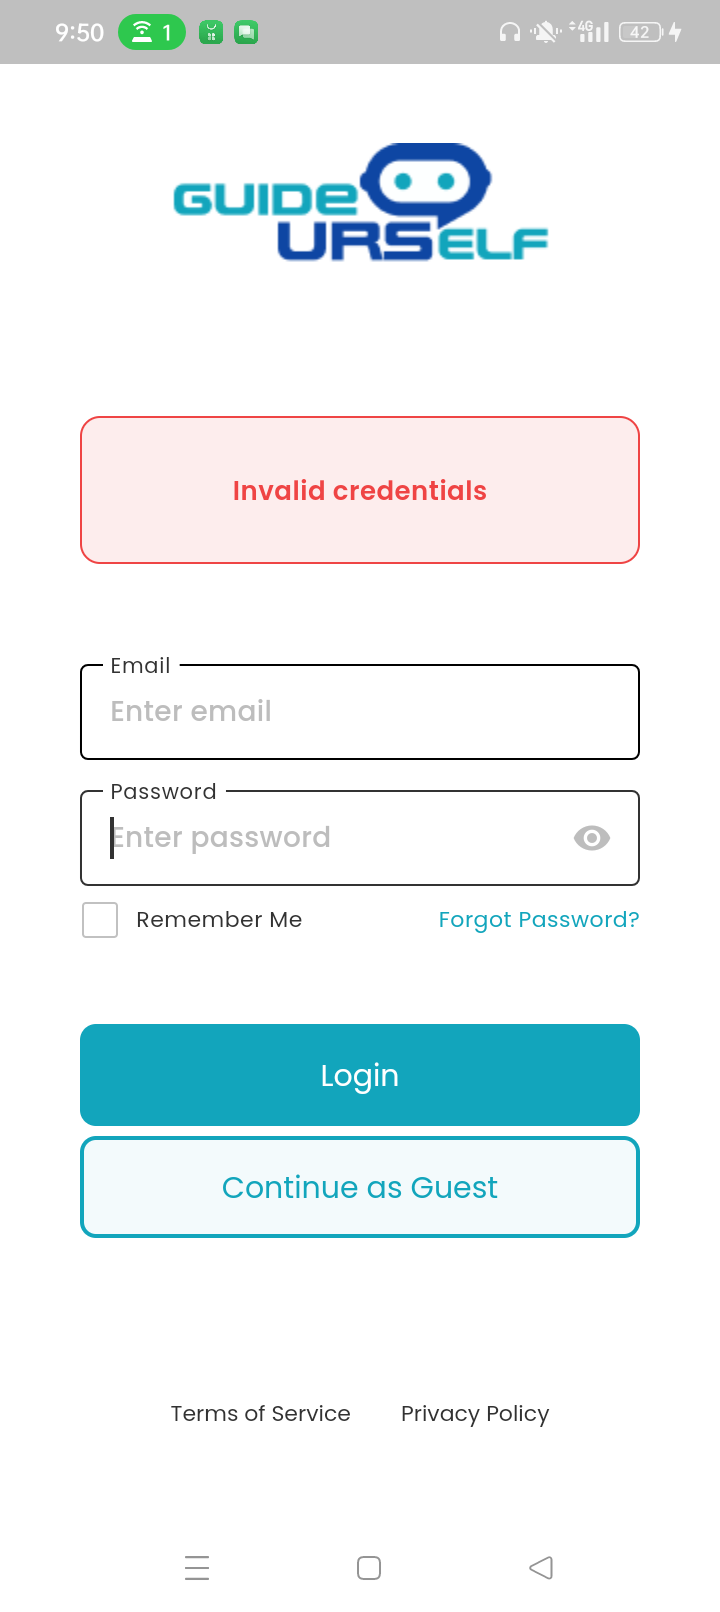 9:50 1 4G 42
GUIDE
URSELF
Invalid credentials
Email
Enter email
Password
Enter password
Remember Me Forgot Password?
Login
Continue as Guest
Terms of Service Privacy Policy